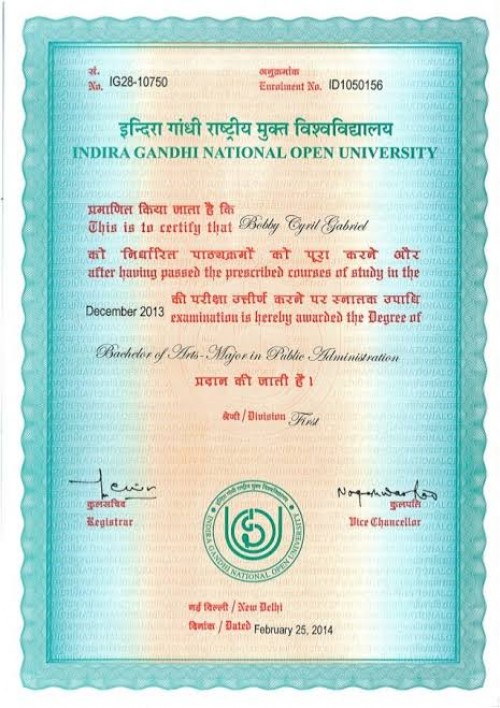 सं.
No. IG28-10750
अनुक्रमांक
Enrolment No. ID1050156
इन्दिरा गांधी राष्ट्रीय मुक्त विश्वविद्यालय
INDIRA GANDHI NATIONAL OPEN UNIVERSITY
प्रमाणित किया जाता है कि
This is to certify that Bobby Cyril Gabriel
को निर्धारित पाठ्यक्रमों को पूरा करने और
after having passed the prescribed courses of study in the
की परीक्षा उत्तीर्ण करने पर स्नातक उपाधि
December 2013 examination is hereby awarded the Degree of
Bachelor of Arts-Major in Public Administration
प्रदान की जाती है।
श्रेणी / Division First
कुलसचिव
Registrar
कुलपति
Vice Chancellor
इन्दिरा गांधी राष्ट्रीय मुक्त विश्वविद्यालय
INDIRA GANDHI NATIONAL OPEN UNIVERSITY
नई दिल्ली / New Delhi
दिनांक / Dated February 25, 2014